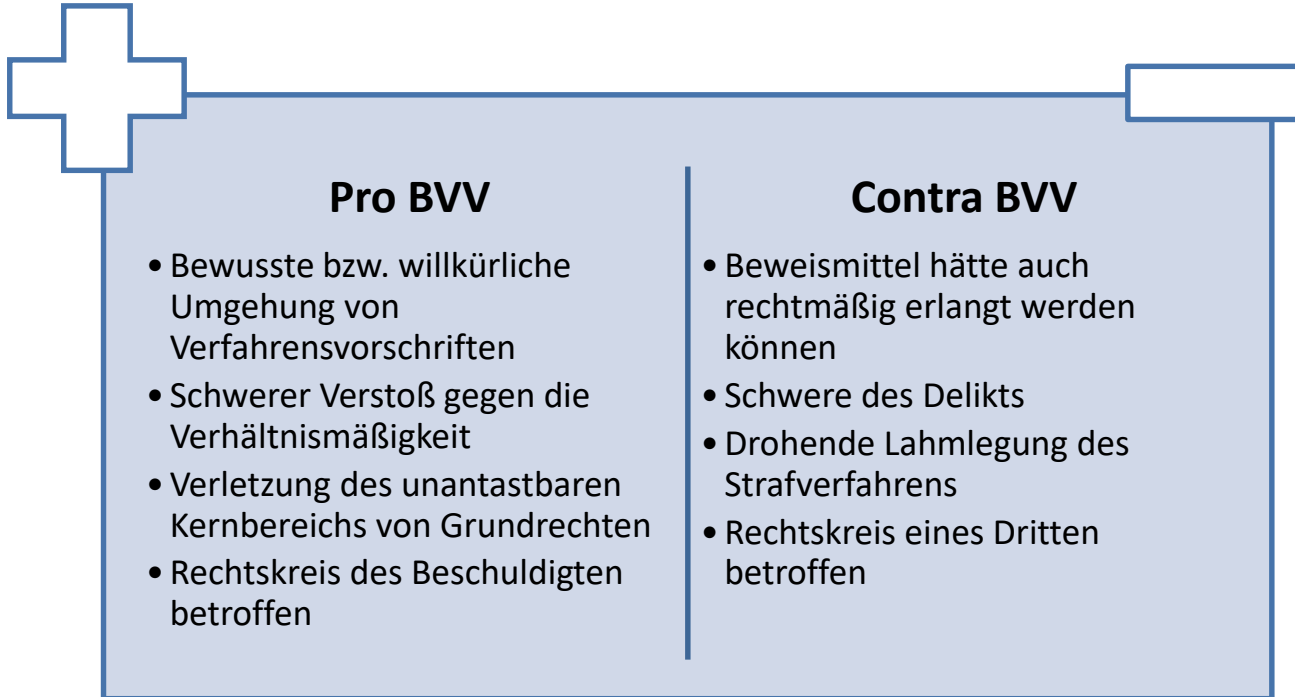 Pro BVV
• Bewusste bzw. willkürliche
Umgehung von
Verfahrensvorschriften
• Schwerer Verstoß gegen die
Verhältnismäßigkeit
• Verletzung des unantastbaren
Kernbereichs von Grundrechten
• Rechtskreis des Beschuldigten
betroffen
Contra BVV
• Beweismittel hätte auch
rechtmäßig erlangt werden
können
• Schwere des Delikts
• Drohende Lahmlegung des
Strafverfahrens
• Rechtskreis eines Dritten
betroffen